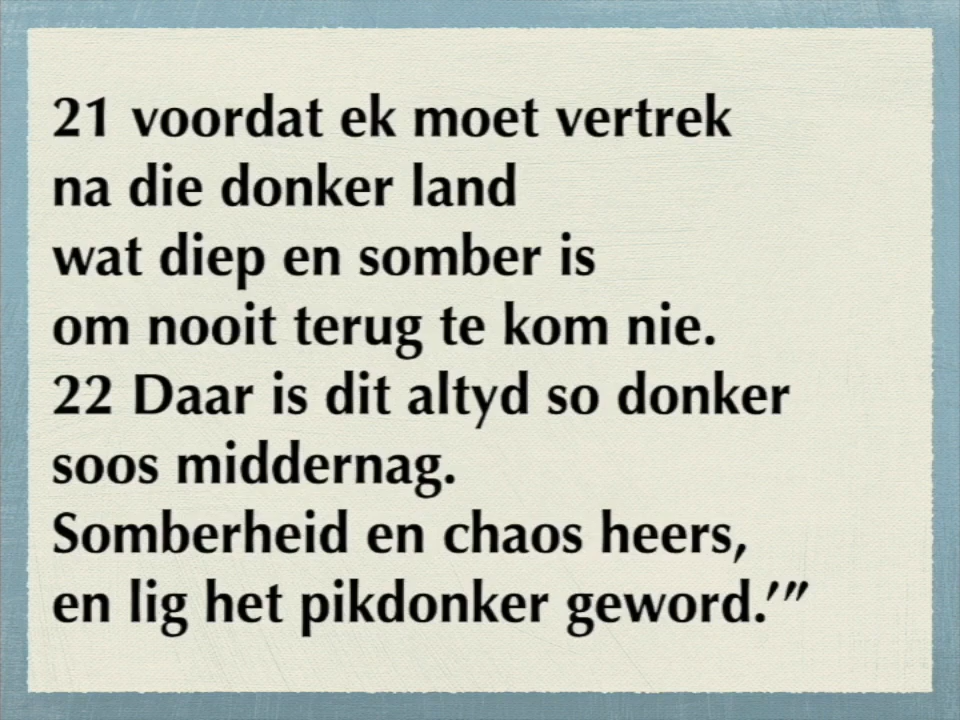 21 voordat ek moet vertrek
na die donker land
wat diep en somber is
om nooit terug te kom nie.
22 Daar is dit altyd so donker
soos middernag.
Somberheid en chaos heers,
en lig het pikdonker geword.’”